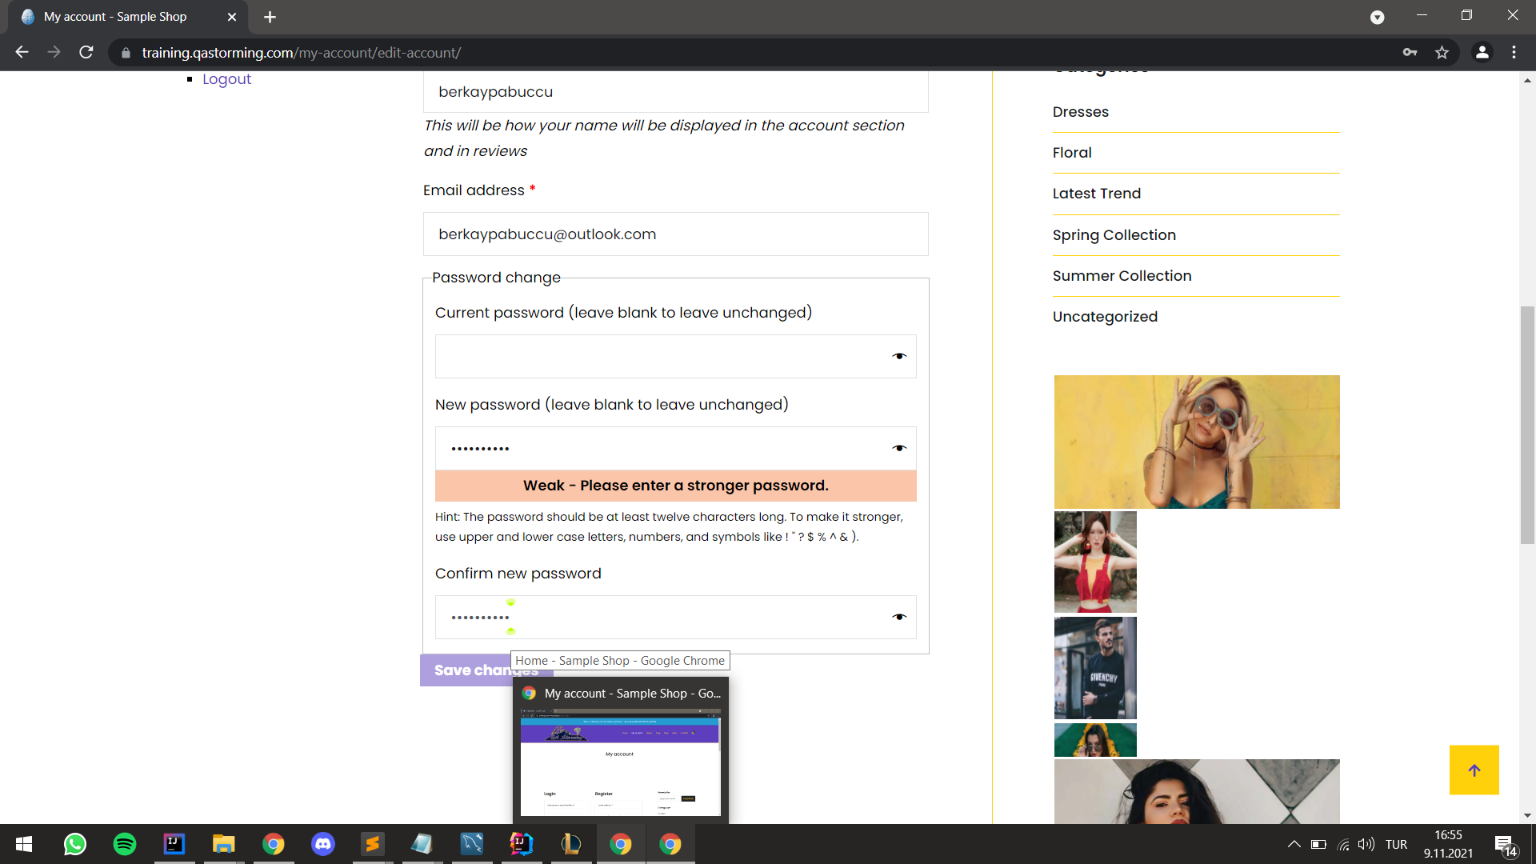 My account - Sample Shop
training.qastorming.com/my-account/edit-account/
Logout
berkaypabuccu
This will be how your name will be displayed in the account section
and in reviews
Email address *
berkaypabuccu@outlook.com
Password change
Current password (leave blank to leave unchanged)
New password (leave blank to leave unchanged)
••••••••••
Weak - Please enter a stronger password.
Hint: The password should be at least twelve characters long. To make it stronger,
use upper and lower case letters, numbers, and symbols like ! " ? $ % ^ & ).
Confirm new password
••••••••••
Save changes
Home - Sample Shop - Google Chrome
My account - Sample Shop - Go...
My account
Login
Register
Categories
Dresses
Floral
Latest Trend
Spring Collection
Summer Collection
Uncategorized
GIVENCHY
IJ
IJ
TUR
16:55
9.11.2021
14